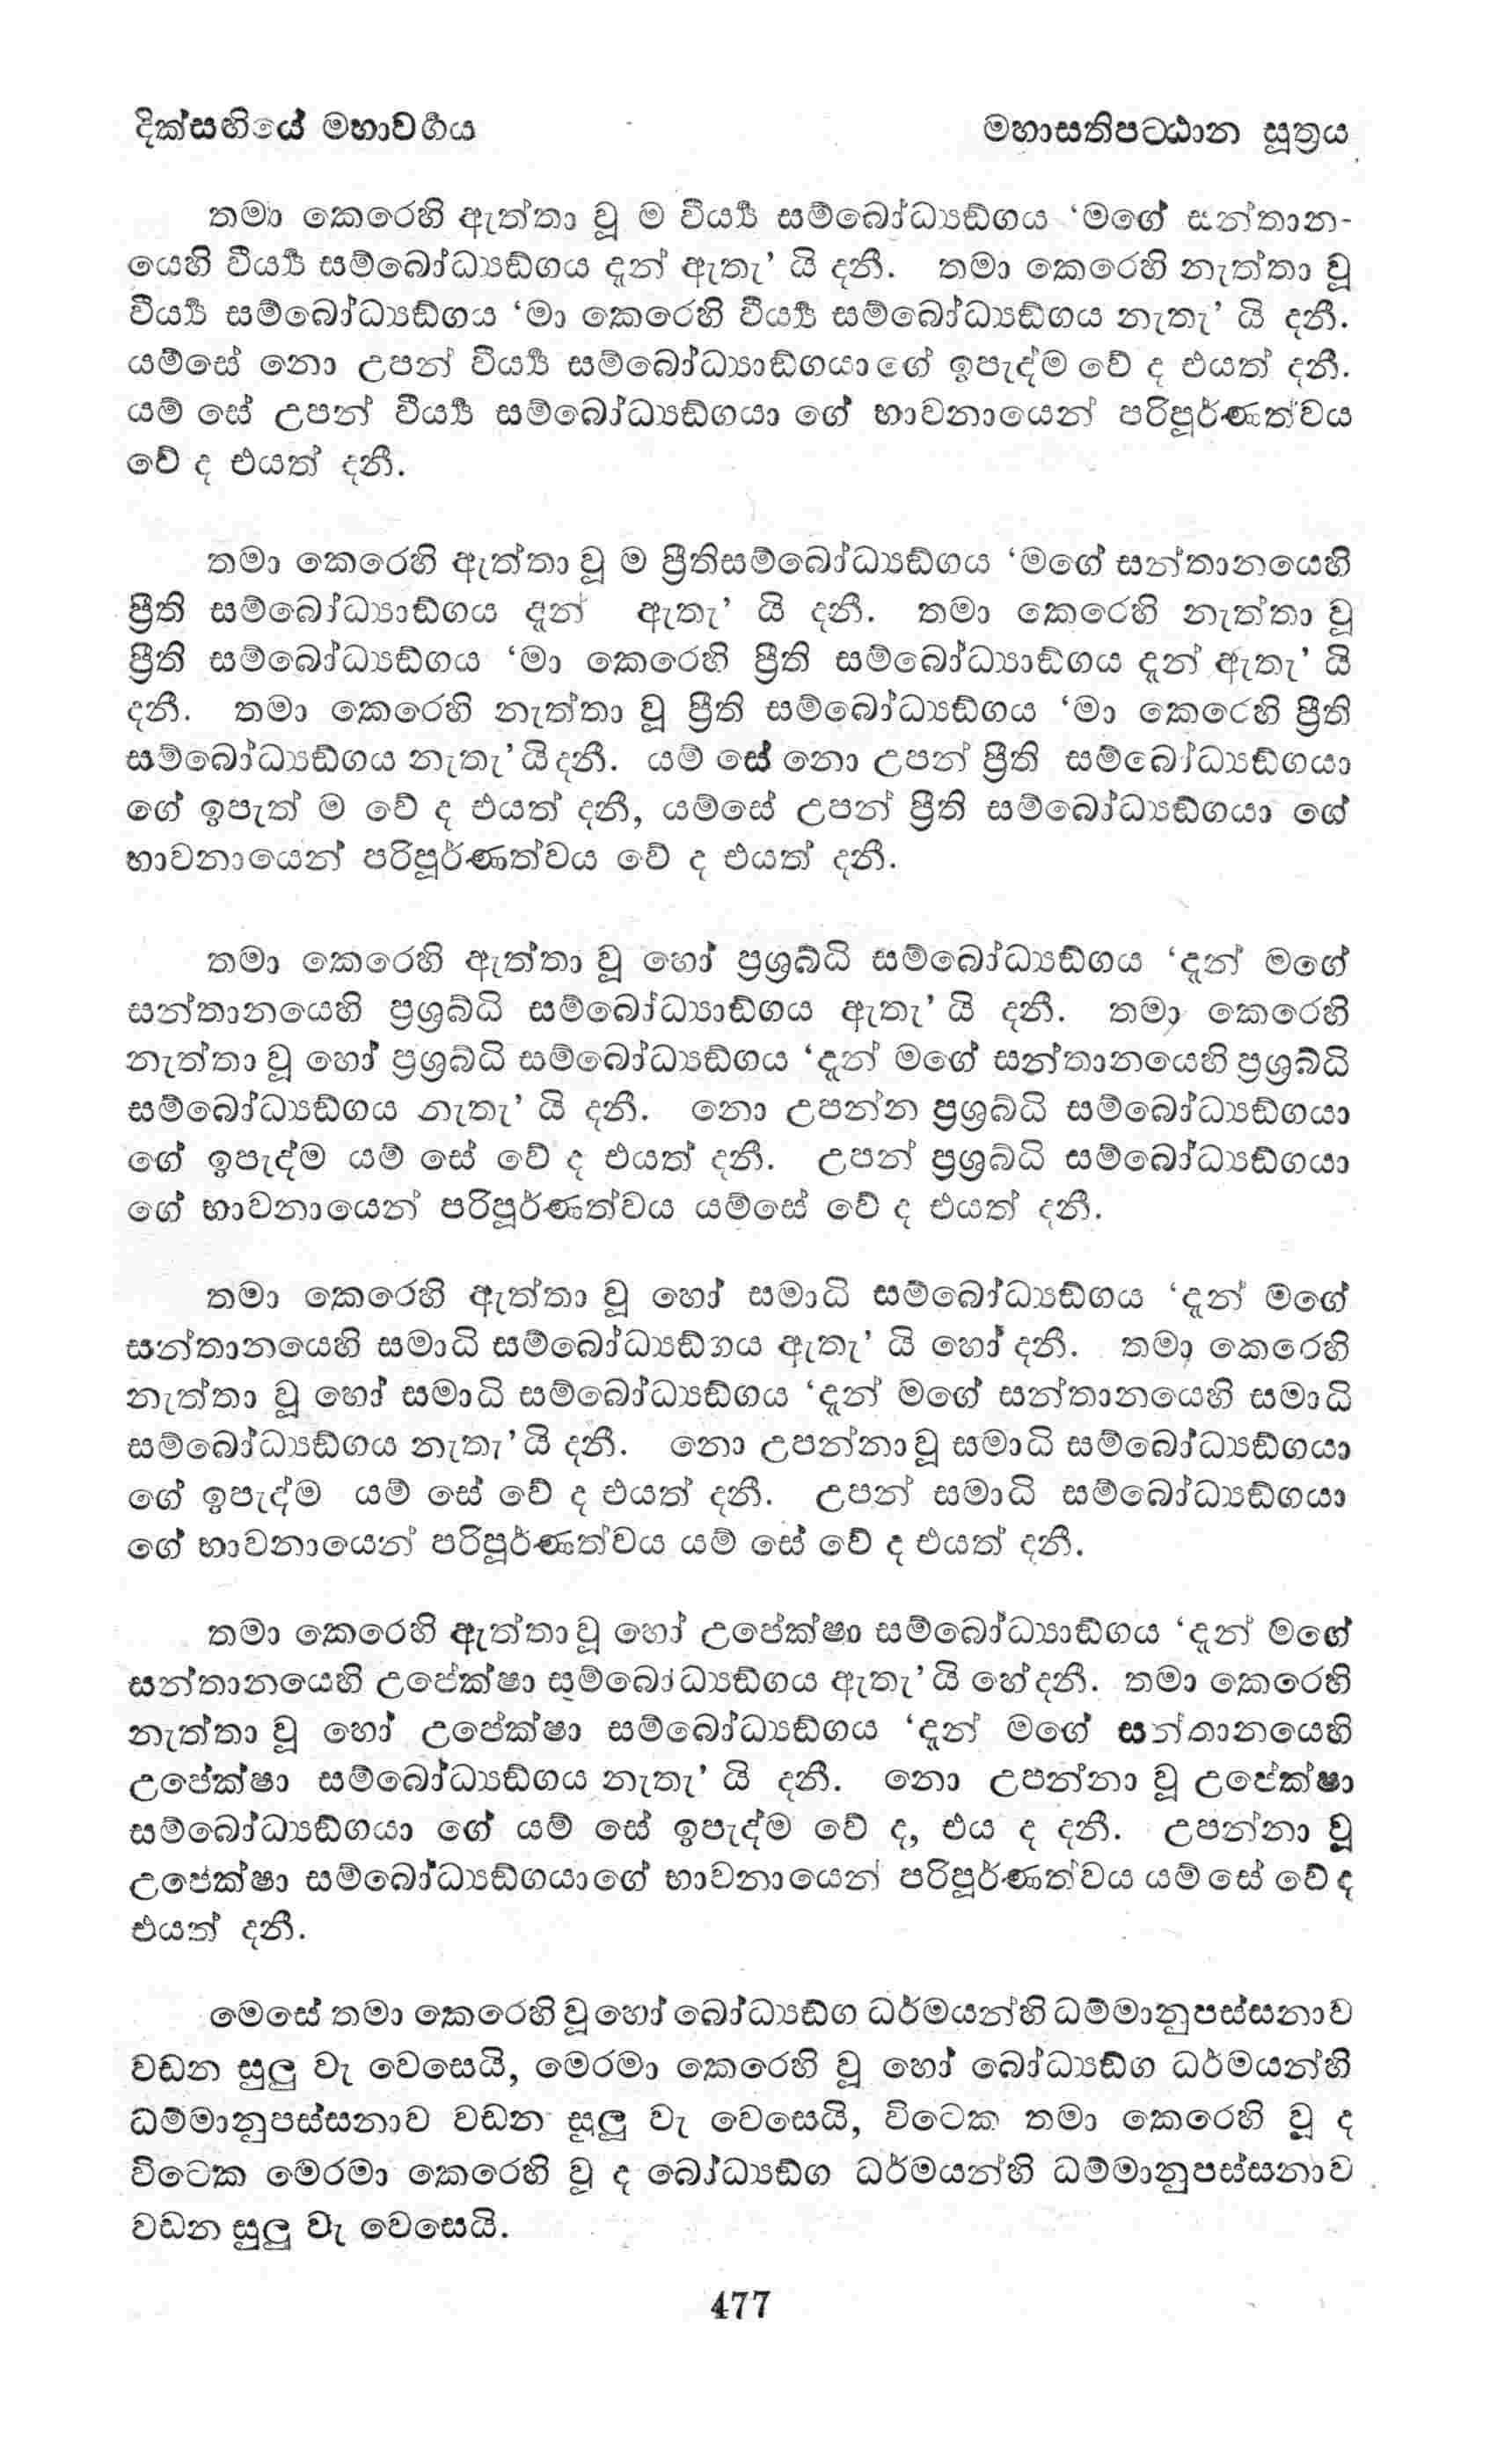 දික්සඟියේ මහාවර්ගය
මහාසතිපට්ඨාන සූත්‍රය
තමා කෙරෙහි ඇත්තා වූ ම වීර්ය්‍ය සම්බෝධ්‍යඞ්ගය ‘මගේ සන්තාන-
යෙහි වීර්ය්‍ය සම්බෝධ්‍යඞ්ගය දැන් ඇතැ’ යි දනී. තමා කෙරෙහි නැත්තා වූ
වීර්ය්‍ය සම්බෝධ්‍යඞ්ගය ‘මා කෙරෙහි වීර්ය්‍ය සම්බෝධ්‍යඞ්ගය නැතැ’ යි දනී.
යම්සේ නො උපන් වීර්ය්‍ය සම්බෝධ්‍යාඞ්ගයාගේ ඉපැද්ම වේ ද එයත් දනී.
යම් සේ උපන් වීර්ය්‍ය සම්බෝධ්‍යඞ්ගයා ගේ භාවනායෙන් පරිපූර්ණත්වය
වේ ද එයත් දනී.
තමා කෙරෙහි ඇත්තා වූ ම ප්‍රීතිසම්බෝධ්‍යඞ්ගය ‘මගේ සන්තානයෙහි
ප්‍රීති සම්බෝධ්‍යාඞ්ගය දැන් ඇතැ’ යි දනී. තමා කෙරෙහි නැත්තා වූ
ප්‍රීති සම්බෝධ්‍යඞ්ගය ‘මා කෙරෙහි ප්‍රීති සම්බෝධ්‍යාඞ්ගය දැන් ඇතැ’ යි
දනී. තමා කෙරෙහි නැත්තා වූ ප්‍රීති සම්බෝධ්‍යඞ්ගය ‘මා කෙරෙහි ප්‍රීති
සම්බෝධ්‍යඞ්ගය නැතැ’ යි දනී. යම් සේ නො උපන් ප්‍රීති සම්බෝධ්‍යඞ්ගයා
ගේ ඉපැත් ම වේ ද එයත් දනී, යම්සේ උපන් ප්‍රීති සම්බෝධ්‍යඞ්ගයා ගේ
භාවනායෙන් පරිපූර්ණත්වය වේ ද එයත් දනී.
තමා කෙරෙහි ඇත්තා වූ හෝ ප්‍රශ්‍රබ්ධි සම්බෝධ්‍යඞ්ගය ‘දැන් මගේ
සන්තානයෙහි ප්‍රශ්‍රබ්ධි සම්බෝධ්‍යාඞ්ගය ඇතැ’ යි දනී. තමා කෙරෙහි
නැත්තා වූ හෝ ප්‍රශ්‍රබ්ධි සම්බෝධ්‍යඞ්ගය ‘දැන් මගේ සන්තානයෙහි ප්‍රශ්‍රබ්ධි
සම්බෝධ්‍යඞ්ගය නැතැ’ යි දනී. නො උපන්න ප්‍රශ්‍රබ්ධි සම්බෝධ්‍යඞ්ගයා
ගේ ඉපැද්ම යම් සේ වේ ද එයත් දනී. උපන් ප්‍රශ්‍රබ්ධි සම්බෝධ්‍යඞ්ගයා
ගේ භාවනායෙන් පරිපූර්ණත්වය යම්සේ වේ ද එයත් දනී.
තමා කෙරෙහි ඇත්තා වූ හෝ සමාධි සම්බෝධ්‍යඞ්ගය ‘දැන් මගේ
සන්තානයෙහි සමාධි සම්බෝධ්‍යඞ්ගය ඇතැ’ යි හෝ දනී. තමා කෙරෙහි
නැත්තා වූ හෝ සමාධි සම්බෝධ්‍යඞ්ගය ‘දැන් මගේ සන්තානයෙහි සමාධි
සම්බෝධ්‍යඞ්ගය නැතැ’ යි දනී. නො උපන්නා වූ සමාධි සම්බෝධ්‍යඞ්ගයා
ගේ ඉපැද්ම යම් සේ වේ ද එයත් දනී. උපන් සමාධි සම්බෝධ්‍යඞ්ගයා
ගේ භාවනායෙන් පරිපූර්ණත්වය යම් සේ වේ ද එයත් දනී.
තමා කෙරෙහි ඇත්තා වූ හෝ උපේක්ෂා සම්බෝධ්‍යාඞ්ගය ‘දැන් මගේ
සන්තානයෙහි උපේක්ෂා සම්බෝධ්‍යඞ්ගය ඇතැ’ යි හේ දනී. තමා කෙරෙහි
නැත්තා වූ හෝ උපේක්ෂා සම්බෝධ්‍යඞ්ගය ‘දැන් මගේ සන්තානයෙහි
උපේක්ෂා සම්බෝධ්‍යඞ්ගය නැතැ’ යි දනී. නො උපන්නා වූ උපේක්ෂා
සම්බෝධ්‍යඞ්ගයා ගේ යම් සේ ඉපැද්ම වේ ද, එය ද දනී. උපන්නා වූ
උපේක්ෂා සම්බෝධ්‍යඞ්ගයාගේ භාවනායෙන් පරිපූර්ණත්වය යම් සේ වේ ද
එයත් දනී.
මෙසේ තමා කෙරෙහි වූ හෝ බෝධ්‍යඞ්ග ධර්මයන්හි ධම්මානුපස්සනාව
වඩන සුලු වැ වෙසෙයි, මෙරමා කෙරෙහි වූ හෝ බෝධ්‍යඞ්ග ධර්මයන්හි
ධම්මානුපස්සනාව වඩන සුලු වැ වෙසෙයි, විටෙක තමා කෙරෙහි වූ ද
විටෙක මෙරමා කෙරෙහි වූ ද බෝධ්‍යඞ්ග ධර්මයන්හි ධම්මානුපස්සනාව
වඩන සුලු වැ වෙසෙයි.
477